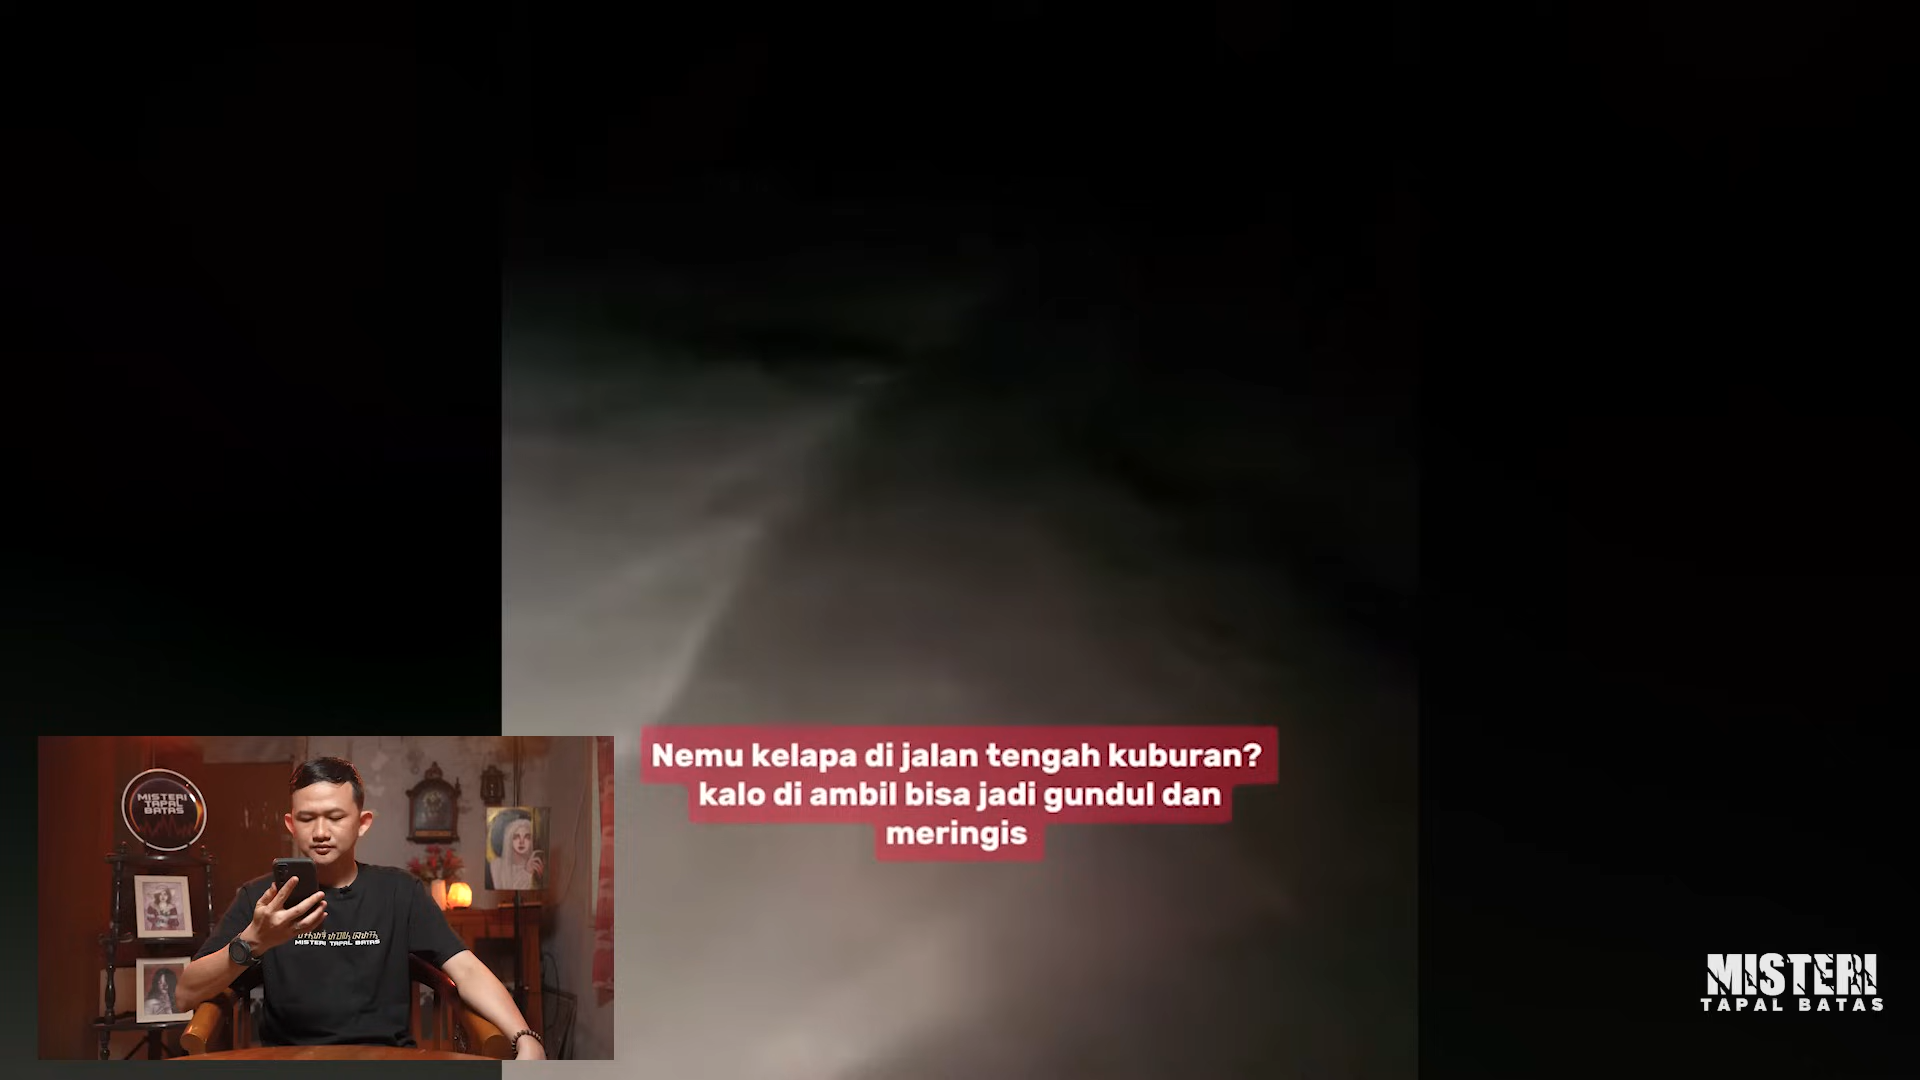 Nemu kelapa di jalan tengah kuburan?
kalo di ambil bisa jadi gundul dan
meringis
MISTERI
TAPAL
BATAS
MISTERI TAPAL BATAS
MISTERI
TAPAL BATAS